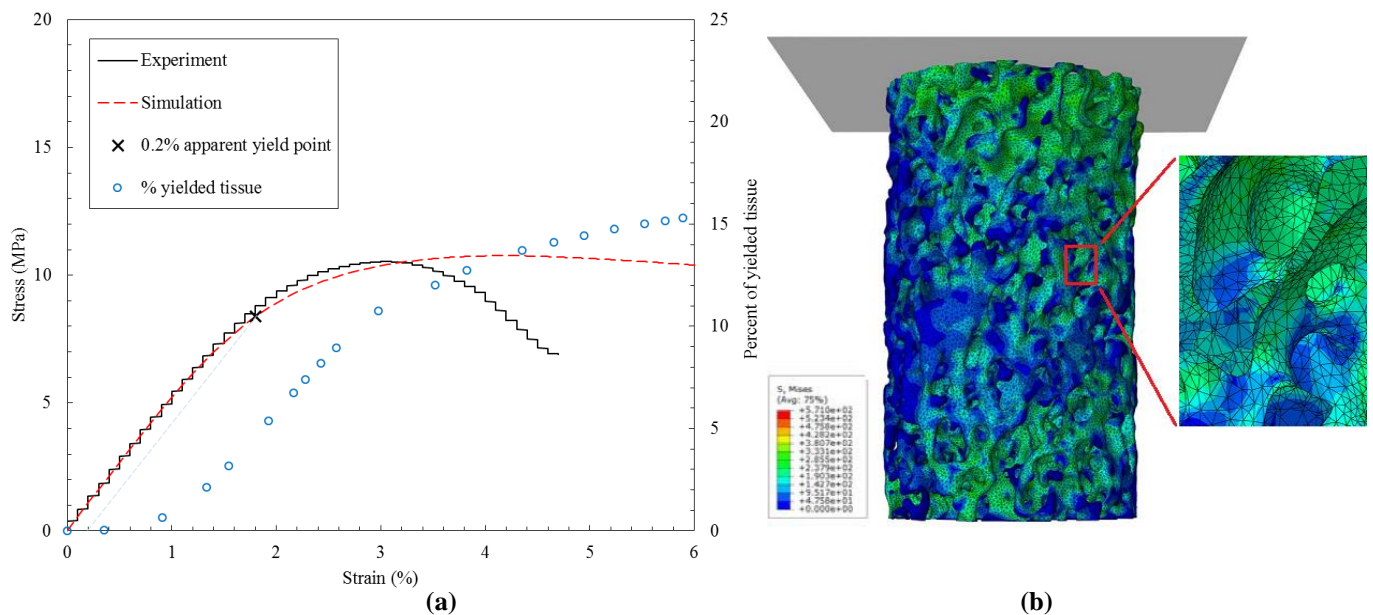 20
15
10
5
0
Stress (MPa)
Experiment
Simulation
0.2% apparent yield point
% yielded tissue
0
1
2
3
4
5
6
Strain (%)
25
20
15
10
5
0
Percent of yielded tissue
(a)
S, Mises
(Avg: 75%)
+5.710e+02
+5.234e+02
+4.758e+02
+4.282e+02
+3.807e+02
+3.331e+02
+2.855e+02
+2.379e+02
+1.903e+02
+1.427e+02
+9.517e+01
+4.758e+01
+0.000e+00
(b)